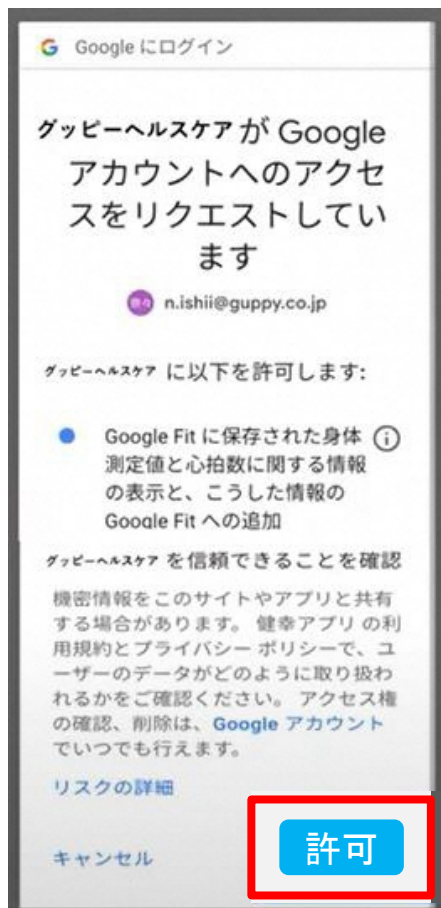 Google にログイン
グッピーヘルスケア が Google
アカウントへのアクセ
スをリクエストしてい
ます
n.ishii@guppy.co.jp
グッピーヘルスケア に以下を許可します:
Google Fit に保存された身体
測定値と心拍数に関する情報
の表示と、こうした情報の
Google Fit への追加
グッピーヘルスケア を信頼できることを確認
機密情報をこのサイトやアプリと共有
する場合があります。 健幸アプリ の利
用規約とプライバシー ポリシーで、ユ
ーザーのデータがどのように取り扱わ
れるかをご確認ください。 アクセス権
の確認、削除は、Google アカウント
でいつでも行えます。
リスクの詳細
キャンセル
許可